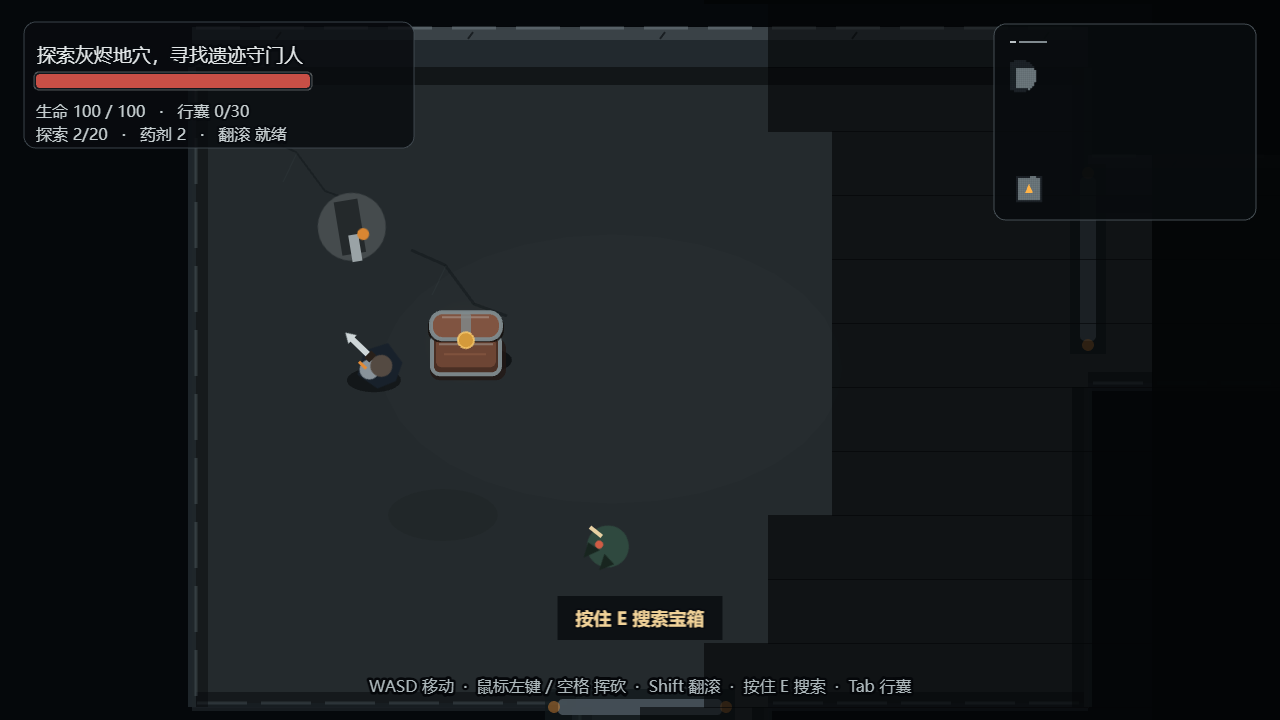 探索灰烬地穴，寻找遗迹守门人
生命 100 / 100 · 行囊 0/30
探索 2/20 · 药剂 2 · 翻滚 就绪
按住 E 搜索宝箱
WASD 移动 · 鼠标左键 / 空格 挥砍 · Shift 翻滚 · 按住 E 搜索 · Tab 行囊